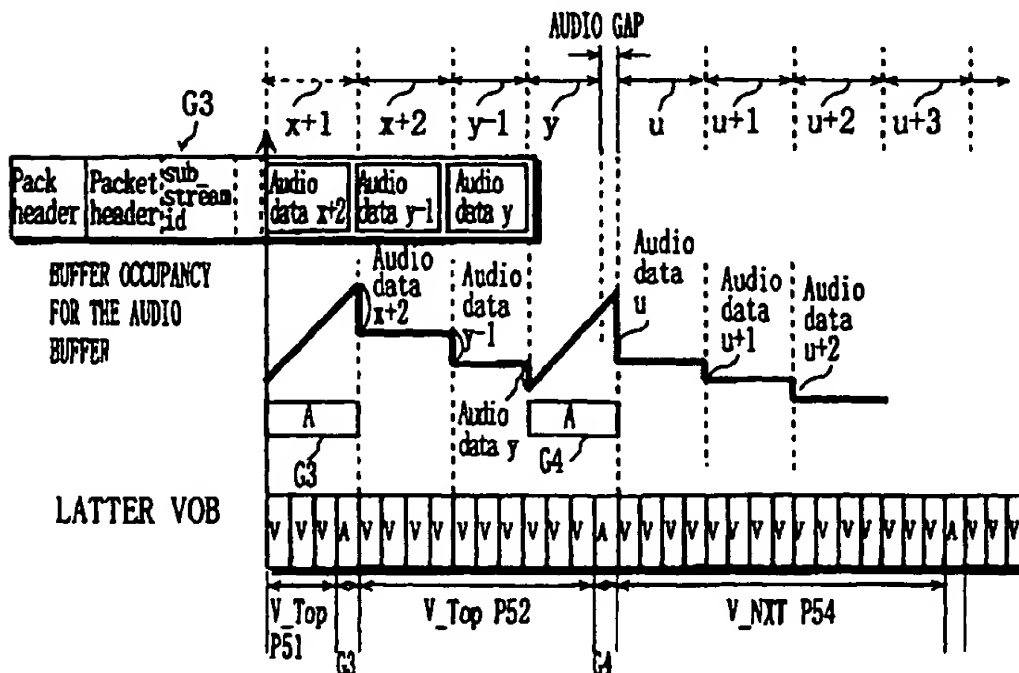 AUDIO GAP
x+1 x+2 y-1 y u u+1 u+2 u+3
G3
Pack header
Packet header
sub_stream id
Audio data x+2
Audio data y-1
Audio data y
BUFFER OCCUPANCY
FOR THE AUDIO
BUFFER
Audio data x+2
Audio data y-1
Audio data y
Audio data u
Audio data u+1
Audio data u+2
A
G3
A
G4
LATTER VOB
V V V A V V V V V V V V V V A V V V V V V V V V V V V V V A V V V
V_Top P51
G3
V_Top P52
G4
V_NXT P54